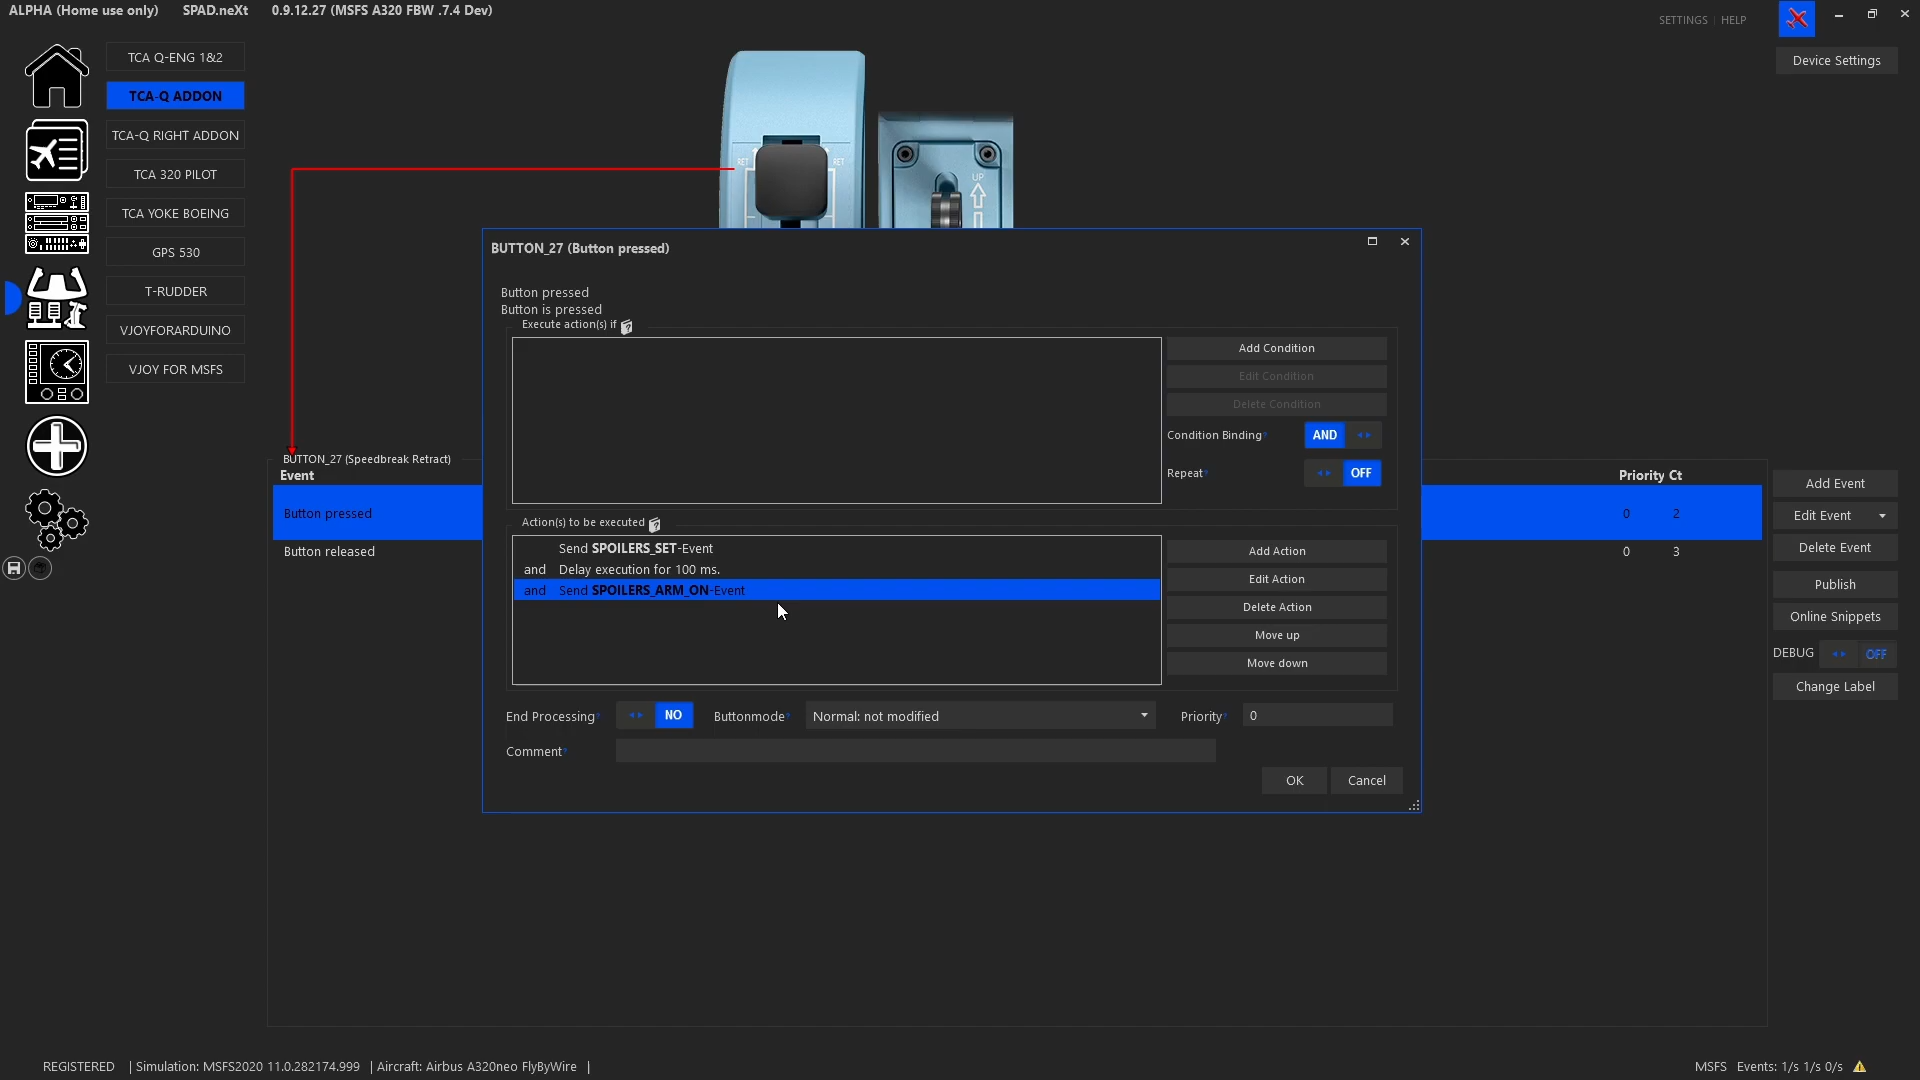 ALPHA (Home use only) SPAD.neXt 0.9.12.27 (MSFS A320 FBW .7.4 Dev)
SETTINGS | HELP
Device Settings
TCA Q-ENG 1&2
TCA-Q ADDON
TCA-Q RIGHT ADDON
TCA 320 PILOT
TCA YOKE BOEING
GPS 530
T-RUDDER
VJOYFORARDUINO
VJOY FOR MSFS
RET RET
UP
BUTTON_27 (Button pressed)
Button pressed
Button is pressed
Execute action(s) if
Add Condition
Edit Condition
Delete Condition
Condition Binding? AND
Repeat? OFF
Action(s) to be executed
Send SPOILERS_SET-Event
and Delay execution for 100 ms.
and Send SPOILERS_ARM_ON-Event
Add Action
Edit Action
Delete Action
Move up
Move down
End Processing? NO Buttonmode? Normal: not modified Priority? 0
Comment?
OK Cancel
BUTTON_27 (Speedbreak Retract)
Event Priority Ct
Button pressed 0 2
Button released 0 3
Add Event
Edit Event
Delete Event
Publish
Online Snippets
DEBUG OFF
Change Label
REGISTERED | Simulation: MSFS2020 11.0.282174.999 | Aircraft: Airbus A320neo FlyByWire |
MSFS Events: 1/s 1/s 0/s